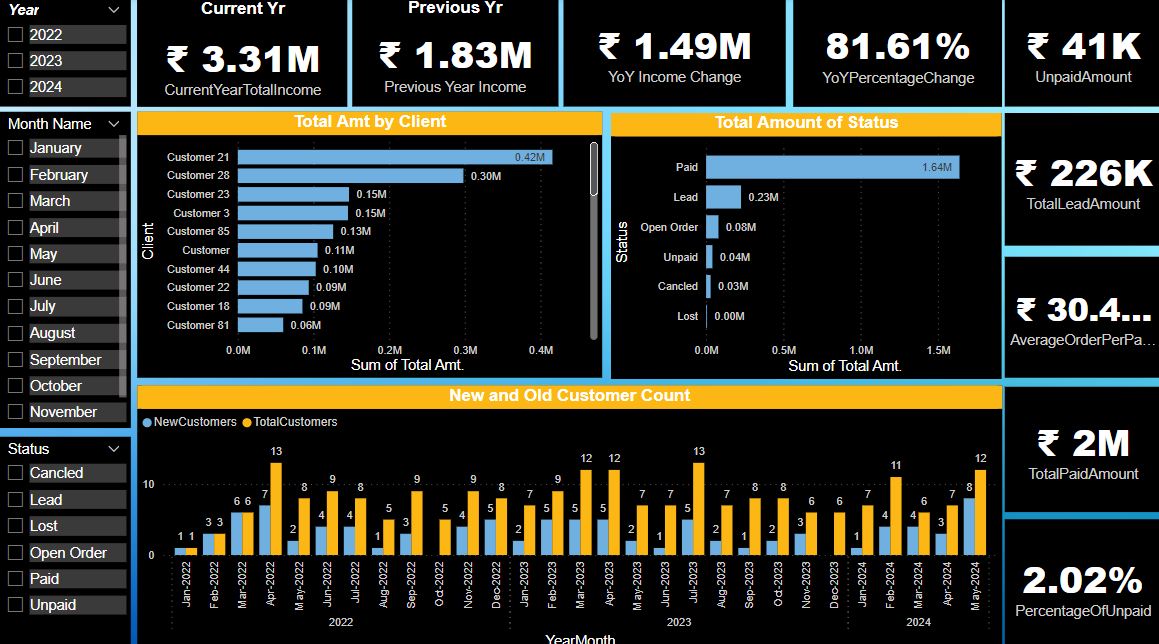 Year
2022
2023
2024
Current Yr
₹ 3.31M
CurrentYearTotalIncome
Previous Yr
₹ 1.83M
Previous Year Income
₹ 1.49M
YoY Income Change
81.61%
YoYPercentageChange
₹ 41K
UnpaidAmount
Month Name
January
February
March
April
May
June
July
August
September
October
November
Status
Cancled
Lead
Lost
Open Order
Paid
Unpaid
Total Amt by Client
Client
Customer 21 0.42M
Customer 28 0.30M
Customer 23 0.15M
Customer 3 0.15M
Customer 85 0.13M
Customer 0.11M
Customer 44 0.10M
Customer 22 0.09M
Customer 18 0.09M
Customer 81 0.06M
0.0M 0.1M 0.2M 0.3M 0.4M
Sum of Total Amt.
Total Amount of Status
Status
Paid 1.64M
Lead 0.23M
Open Order 0.08M
Unpaid 0.04M
Cancled 0.03M
Lost 0.00M
0.0M 0.5M 1.0M 1.5M
Sum of Total Amt.
₹ 226K
TotalLeadAmount
₹ 30.4...
AverageOrderPerPa...
₹ 2M
TotalPaidAmount
2.02%
PercentageOfUnpaid
New and Old Customer Count
NewCustomers TotalCustomers
10
0
1 1 3 3 6 6 7 13 2 8 4 9 4 8 1 5 3 9 5 4 9 5 8 2 7 5 9 5 12 5 12 2 7 1 7 5 13 2 7 1 8 2 8 3 6 6 1 7 4 11 4 6 3 7 8 12
Jan-2022 Feb-2022 Mar-2022 Apr-2022 May-2022 Jun-2022 Jul-2022 Aug-2022 Sep-2022 Oct-2022 Nov-2022 Dec-2022 Jan-2023 Feb-2023 Mar-2023 Apr-2023 May-2023 Jun-2023 Jul-2023 Aug-2023 Sep-2023 Oct-2023 Nov-2023 Dec-2023 Jan-2024 Feb-2024 Mar-2024 Apr-2024 May-2024
2022 2023 2024
YearMonth